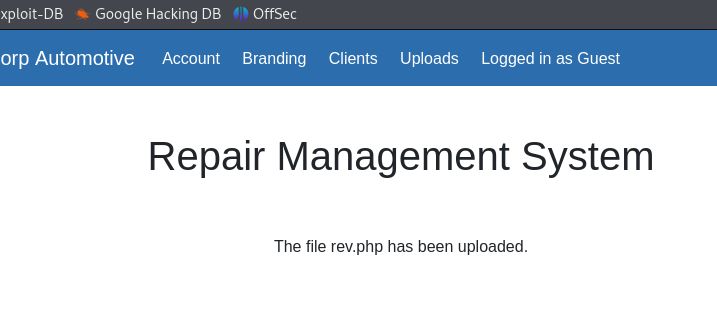 xploit-DB Google Hacking DB OffSec
orp Automotive Account Branding Clients Uploads Logged in as Guest
Repair Management System
The file rev.php has been uploaded.